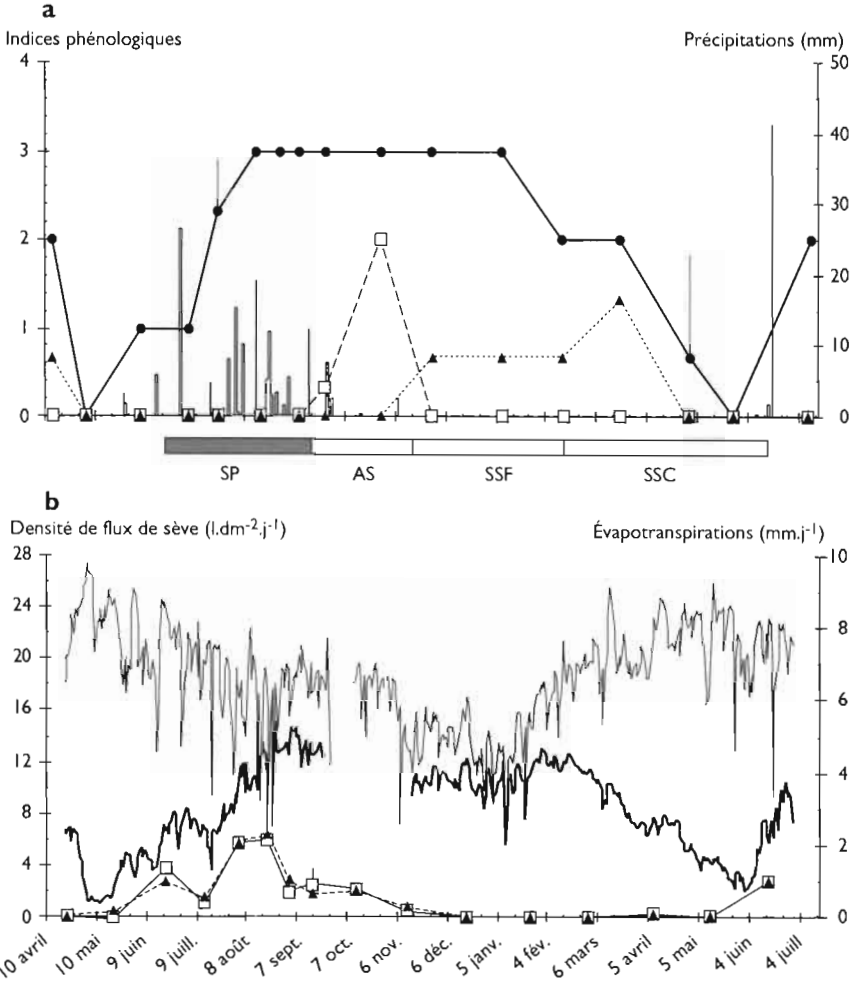 a
Indices phénologiques
Précipitations (mm)
4
3
2
1
0
50
40
30
20
10
0
SP
AS
SSF
SSC
b
Densité de flux de sève (l.dm⁻².j⁻¹)
Évapotranspirations (mm.j⁻¹)
28
24
20
16
12
8
4
0
10
8
6
4
2
0
10 avril
10 mai
9 juin
9 juill.
8 août
7 sept.
7 oct.
6 nov.
6 déc.
5 janv.
4 fév.
6 mars
5 avril
5 mai
4 juin
4 juill